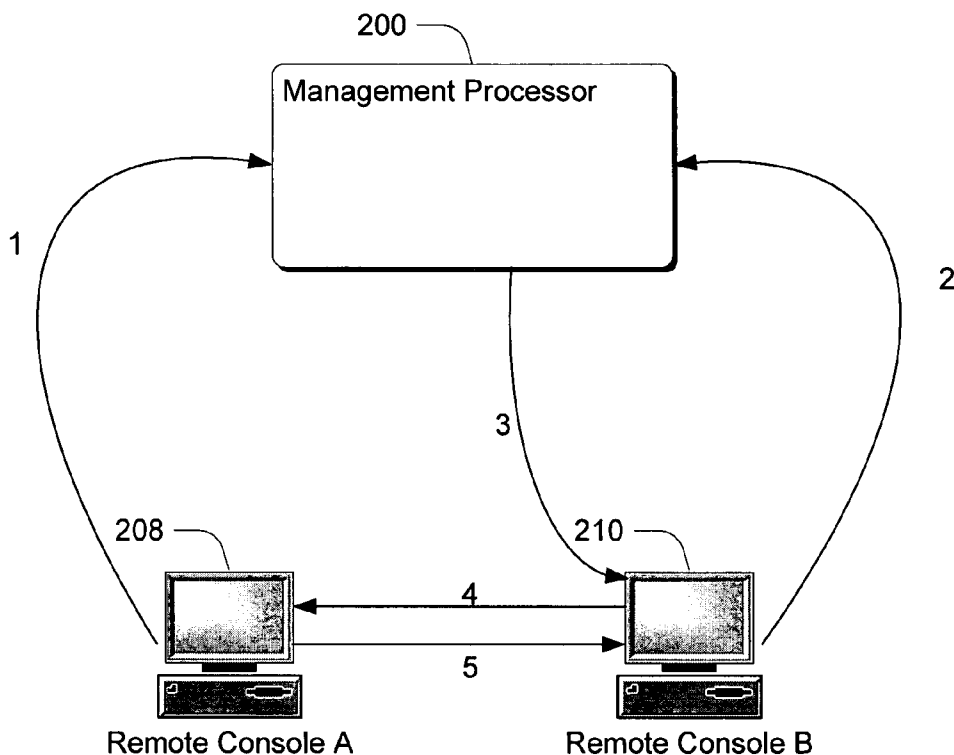 200
Management Processor
1
2
3
208
210
4
5
Remote Console A
Remote Console B